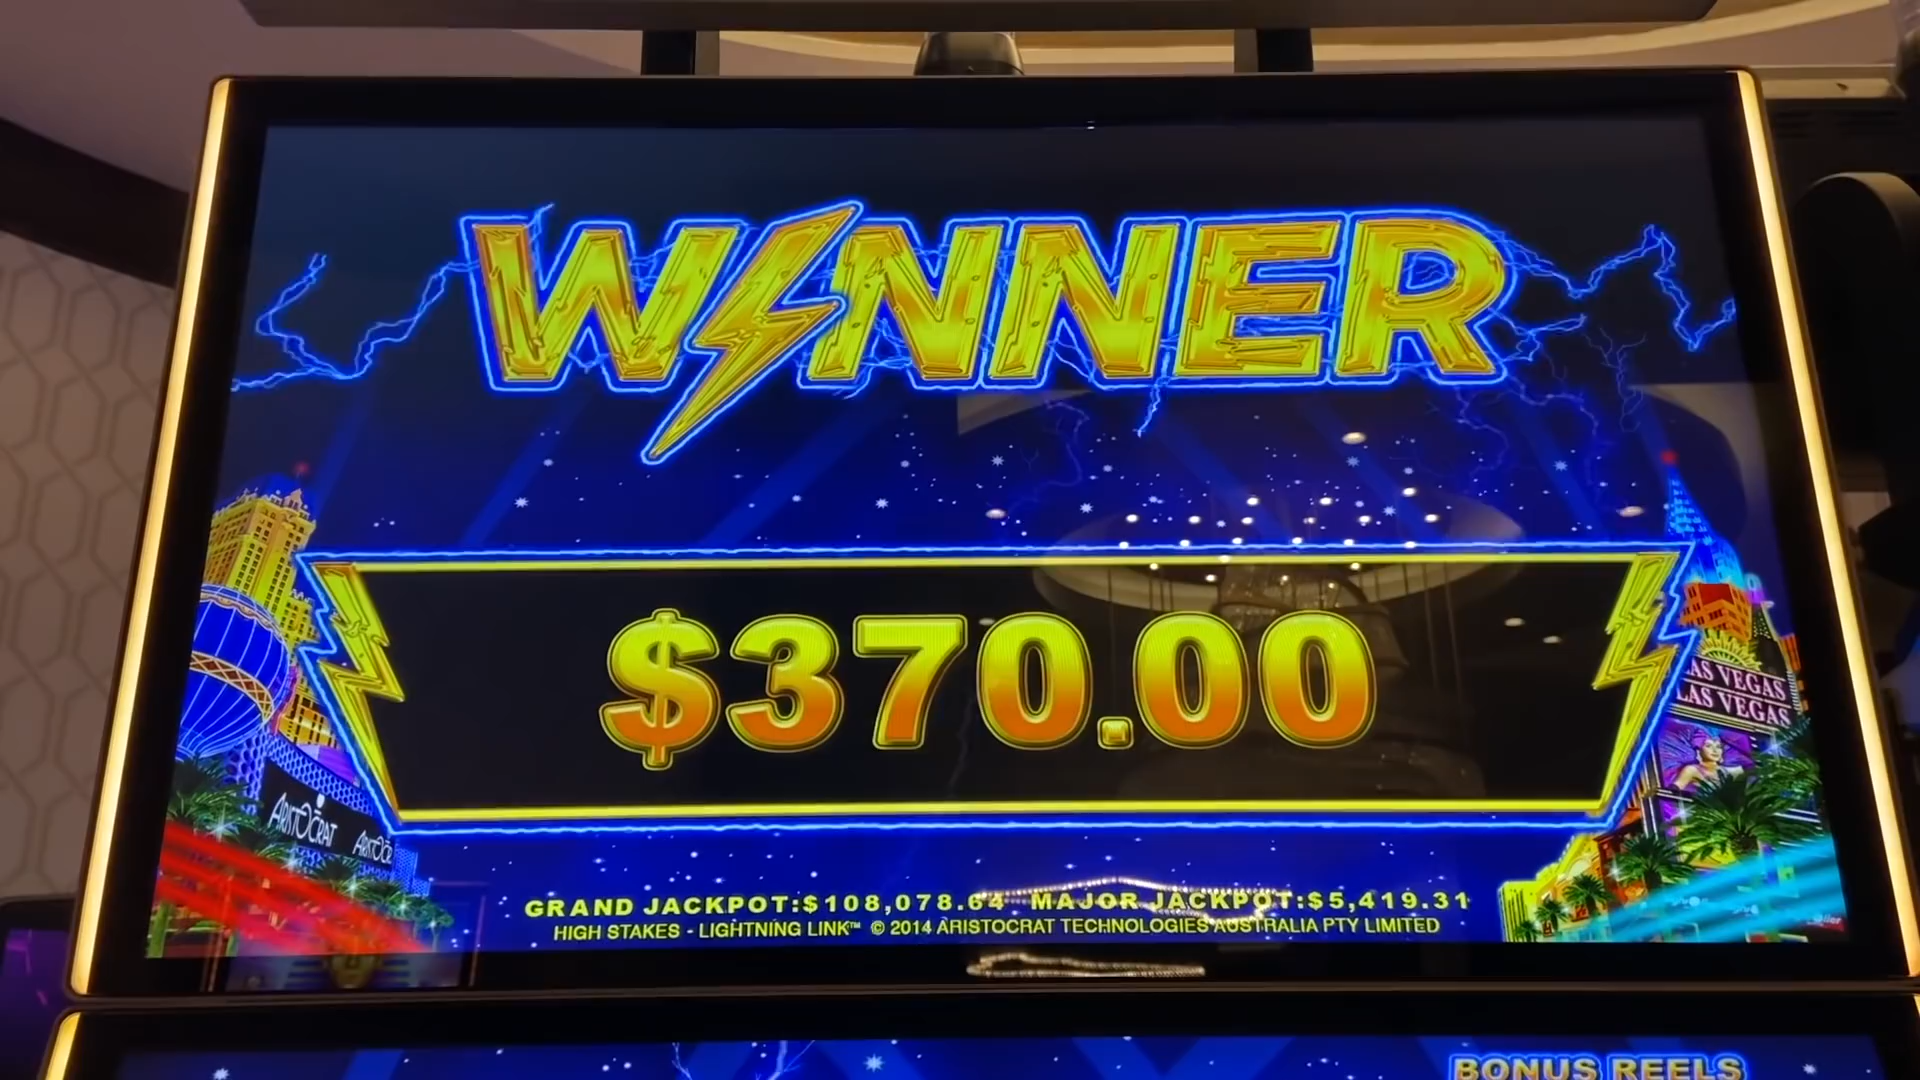 WINNER
$370.00
LAS VEGAS
LAS VEGAS
ARISTOCRAT
GRAND JACKPOT:$108,078.64 MAJOR JACKPOT:$5,419.31
HIGH STAKES - LIGHTNING LINK™ © 2014 ARISTOCRAT TECHNOLOGIES AUSTRALIA PTY LIMITED
BONUS REELS